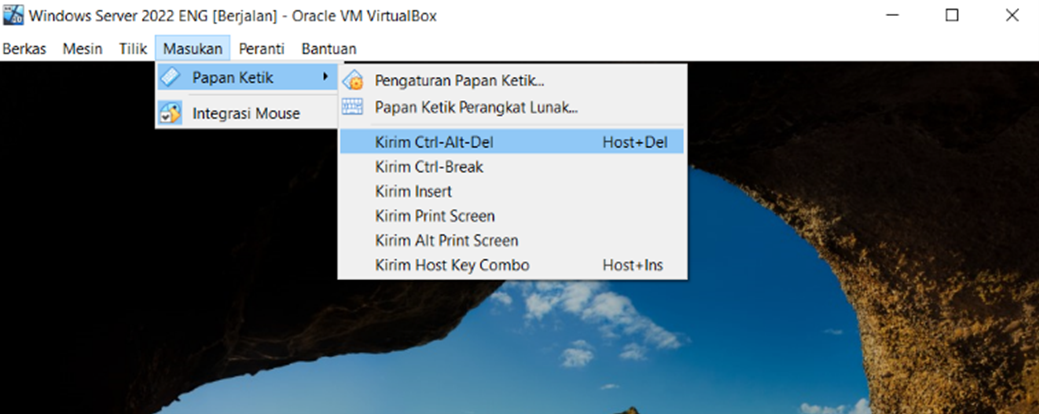 Windows Server 2022 ENG [Berjalan] - Oracle VM VirtualBox
Berkas Mesin Tilik Masukan Peranti Bantuan
Papan Ketik
Integrasi Mouse
Pengaturan Papan Ketik...
Papan Ketik Perangkat Lunak...
Kirim Ctrl-Alt-Del Host+Del
Kirim Ctrl-Break
Kirim Insert
Kirim Print Screen
Kirim Alt Print Screen
Kirim Host Key Combo Host+Ins